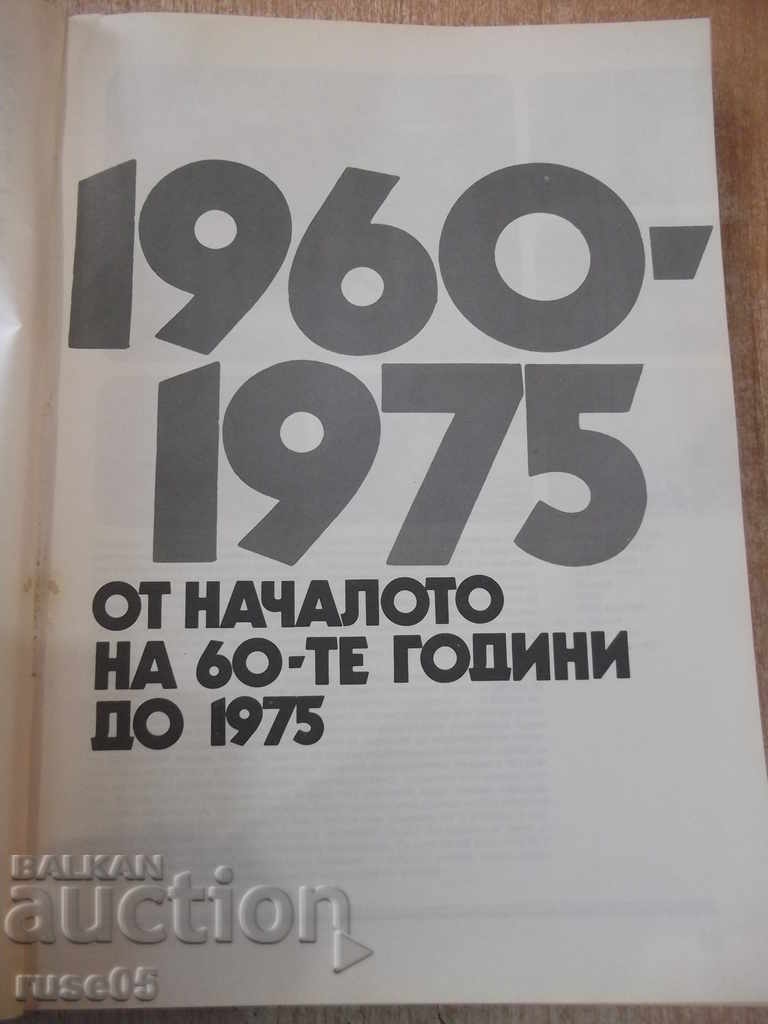 1960-
1975
ОТ НАЧАЛОТО
НА 60-ТЕ ГОДИНИ
ДО 1975
BALKAN
auction
ruse05